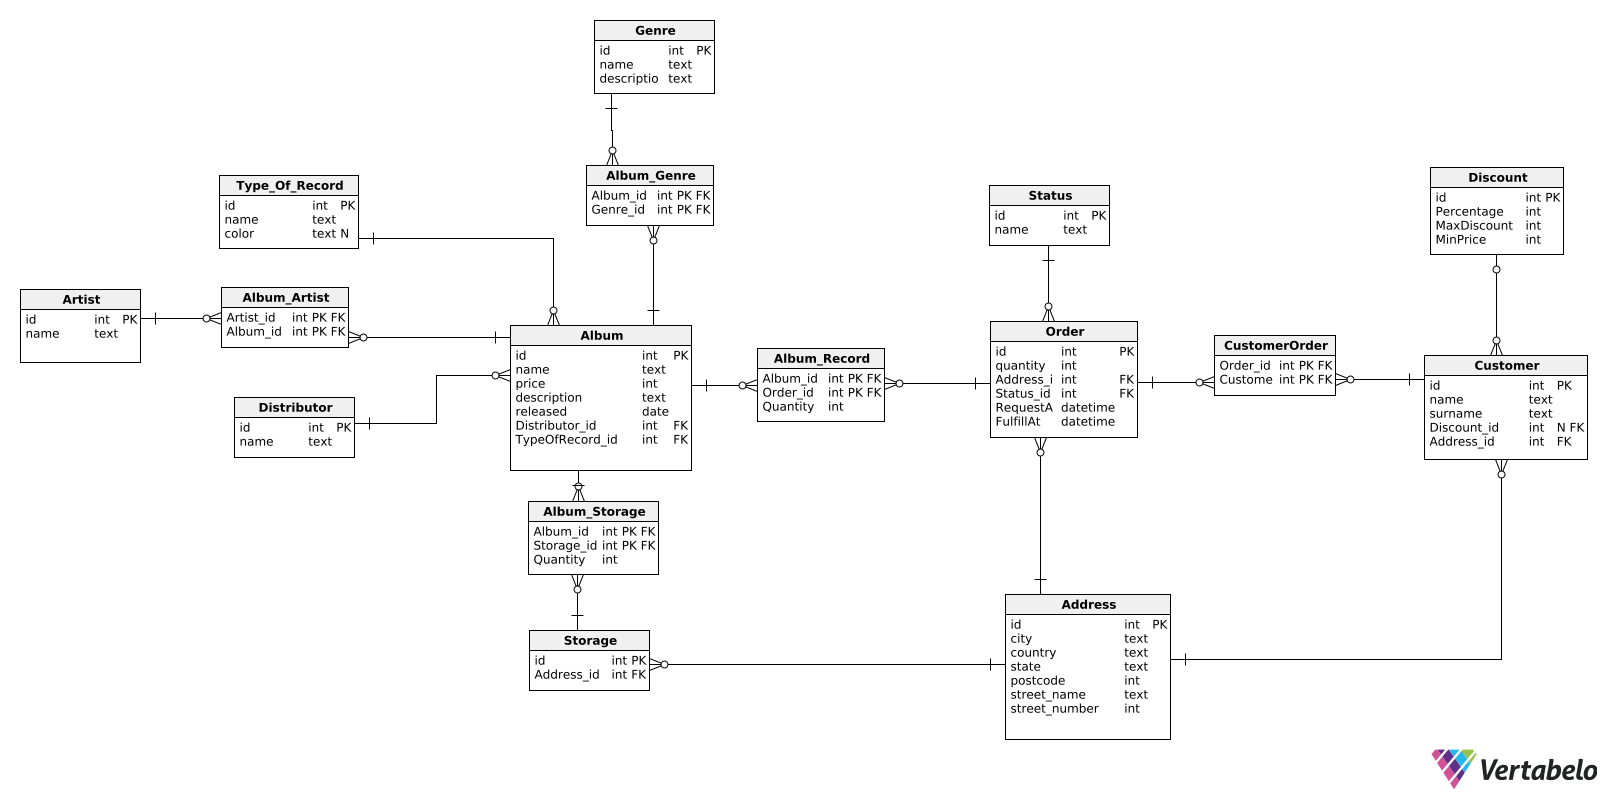 Genre
id int PK
name text
descriptio text
Album_Genre
Album_id int PK FK
Genre_id int PK FK
Type_Of_Record
id int PK
name text
color text N
Status
id int PK
name text
Discount
id int PK
Percentage int
MaxDiscount int
MinPrice int
Artist
id int PK
name text
Album_Artist
Artist_id int PK FK
Album_id int PK FK
Album
id int PK
name text
price int
description text
released date
Distributor_id int FK
TypeOfRecord_id int FK
Album_Record
Album_id int PK FK
Order_id int PK FK
Quantity int
Order
id int PK
quantity int
Address_i int FK
Status_id int FK
RequestA datetime
FulfillAt datetime
CustomerOrder
Order_id int PK FK
Custome int PK FK
Customer
id int PK
name text
surname text
Discount_id int N FK
Address_id int FK
Distributor
id int PK
name text
Album_Storage
Album_id int PK FK
Storage_id int PK FK
Quantity int
Storage
id int PK
Address_id int FK
Address
id int PK
city text
country text
state text
postcode int
street_name text
street_number int
Vertabelo